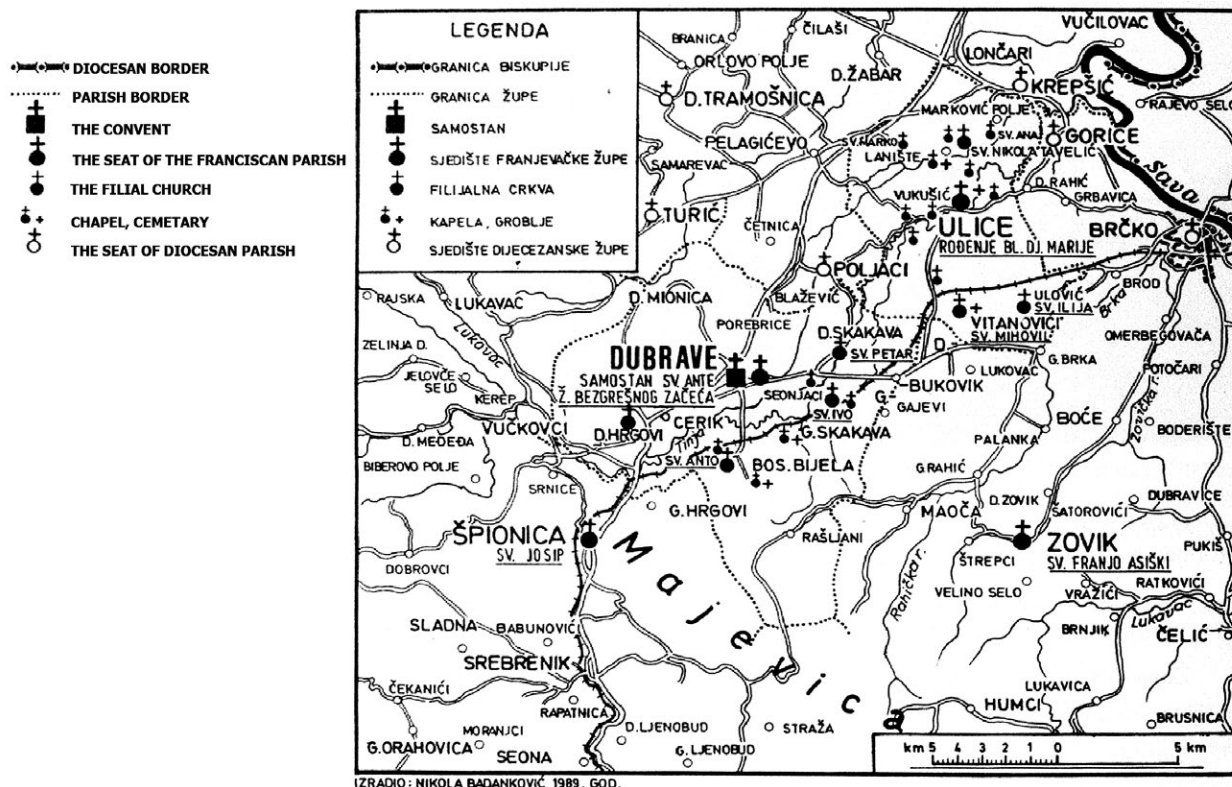 DIOCESAN BORDER
PARISH BORDER
THE CONVENT
THE SEAT OF THE FRANCISCAN PARISH
THE FILIAL CHURCH
CHAPEL, CEMETARY
THE SEAT OF DIOCESAN PARISH
LEGENDA
GRANICA BISKUPIJE
GRANICA ŽUPE
SAMOSTAN
SJEDIŠTE FRANJEVAČKE ŽUPE
FILIJALNA CRKVA
KAPELA, GROBLJE
SJEDIŠTE DIJECEZANSKE ŽUPE
VUČILOVAC
BRANICA
ČILAŠI
LONČARI
ORLOVO POLJE
D. ŽABAR
KREPŠIĆ
D. TRAMOŠNICA
RAJEVO SELO
MARKOVIĆ POLJE
SV. ANA
GORICE
PELAGIĆEVO
SV. MARKO
LANIŠTE
SV. NIKOLA TAVELIĆ
SAMAREVAC
Sava
VUKUŠIĆ
D. RAHIĆ
GRBAVICA
TURIĆ
ČETNICA
ULICE
ROĐENJE BL. DJ. MARIJE
BRČKO
POLJACI
RAJSKA
LUKAVAC
D. MIONICA
BLAŽEVIĆ
BROD
Brka
ULOVIĆ
SV. ILIJA
Lukovac
POREBRICE
VITANOVIĆI
SV. MIHOVIL
D. SKAKAVA
OMERBEGOVAČA
ZELINJA D.
DUBRAVE
SV. PETAR
D.
G. BRKA
SAMOSTAN SV. ANTE
Ž. BEZGREŠNOG ZAČEĆA
LUKOVAC
POTOČARI
JELOVČE SELO
SEONJACI
BUKOVIK
Zovička r.
KEREP
SV. IVO
G. GAJEVI
BOĆE
VUČKOVCI
D. HRGOVI
CERIK
Tinja
G. SKAKAVA
PALANKA
BODERIŠTE
D. MEĐEĐA
BIBEROVO POLJE
SV. ANTO
BOS. BIJELA
G. RAHIĆ
SRNICE
D. ZOVIK
DUBRAVICE
G. HRGOVI
MAOČA
ŠATOROVIĆI
ŠPIONICA
SV. JOSIP
RAŠLJANI
ZOVIK
SV. FRANJO ASIŠKI
PUKIŠ
ŠTREPCI
DOBROVCI
Majevica
Rahička r.
VELINO SELO
RATKOVIĆI
VRAŽIĆI
Lukavac
SLADNA
BABUNOVIĆ
BRNJIK
ČELIĆ
SREBRENIK
ČEKANIĆI
LUKAVICA
RAPATNICA
HUMCI
BRUSNICA
MORANJCI
D. LJENOBUD
STRAŽA
G. ORAHOVICA
SEONA
G. LJENOBUD
km 5 4 3 2 1 0 5 km
IZRADIO: NIKOLA BADANKOVIĆ 1989. GOD.